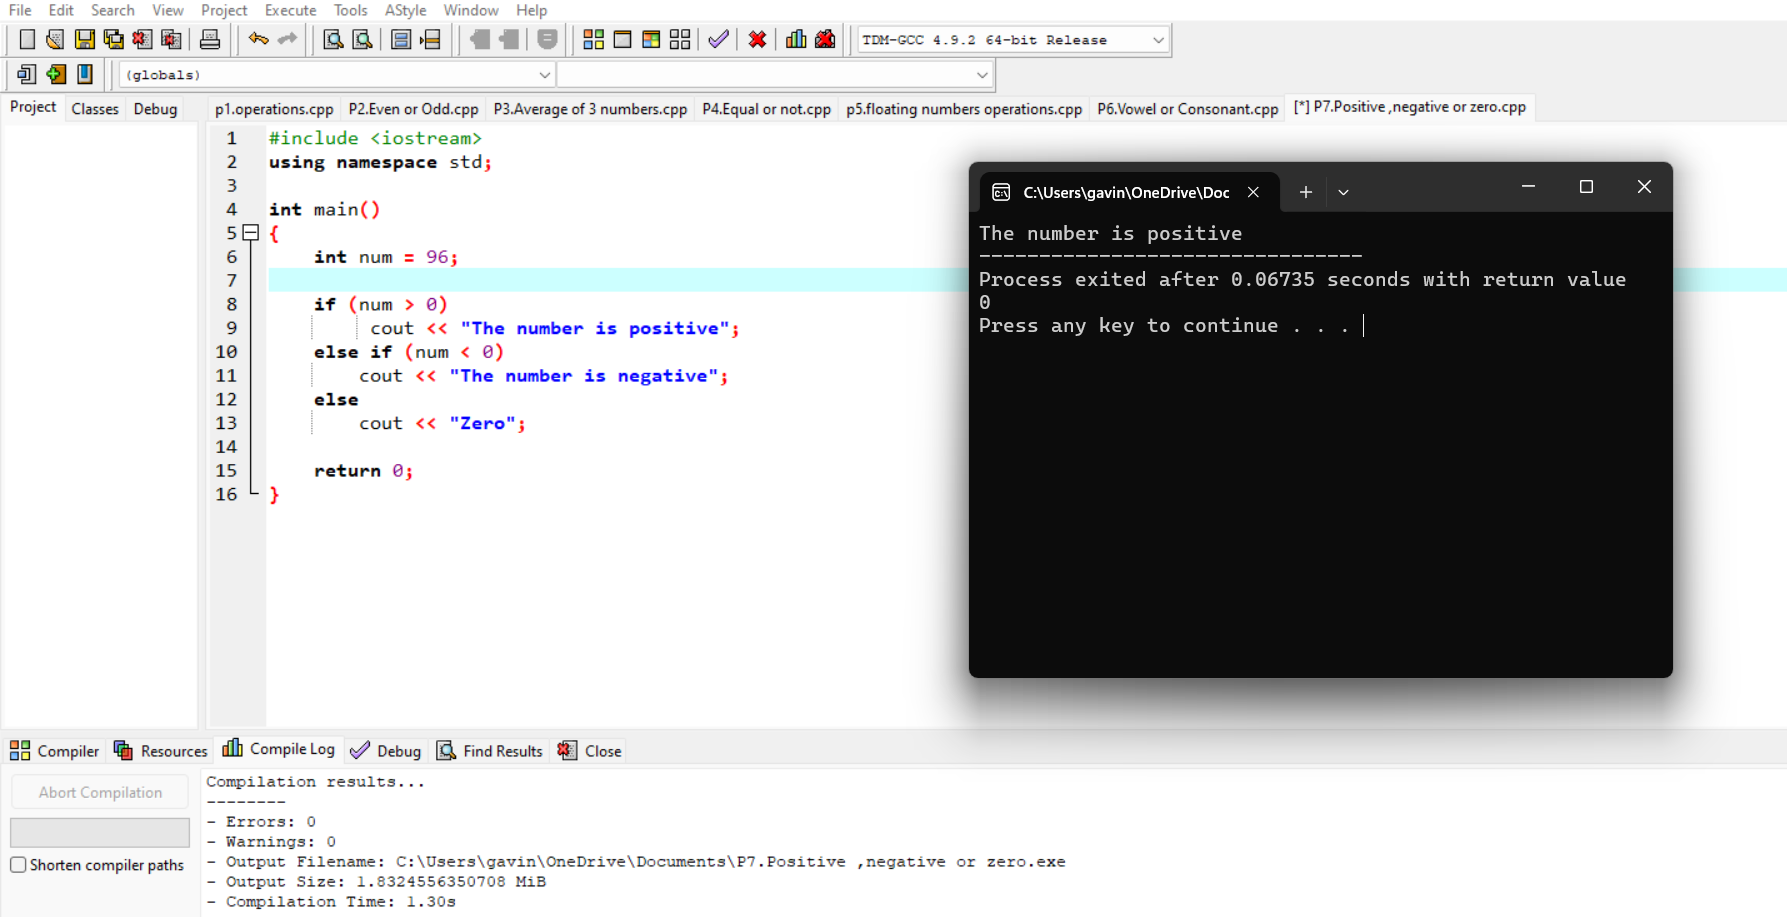 File Edit Search View Project Execute Tools AStyle Window Help
TDM-GCC 4.9.2 64-bit Release
(globals)
Project Classes Debug
p1.operations.cpp P2.Even or Odd.cpp P3.Average of 3 numbers.cpp P4.Equal or not.cpp p5.floating numbers operations.cpp P6.Vowel or Consonant.cpp [*] P7.Positive ,negative or zero.cpp
1 #include <iostream>
2 using namespace std;
3
4 int main()
5 {
6 int num = 96;
7
8 if (num > 0)
9 cout << "The number is positive";
10 else if (num < 0)
11 cout << "The number is negative";
12 else
13 cout << "Zero";
14
15 return 0;
16 }
C:\Users\gavin\OneDrive\Doc
The number is positive
--------------------------------
Process exited after 0.06735 seconds with return value
0
Press any key to continue . . .
Compiler Resources Compile Log Debug Find Results Close
Abort Compilation
Shorten compiler paths
Compilation results...
--------
- Errors: 0
- Warnings: 0
- Output Filename: C:\Users\gavin\OneDrive\Documents\P7.Positive ,negative or zero.exe
- Output Size: 1.8324556350708 MiB
- Compilation Time: 1.30s